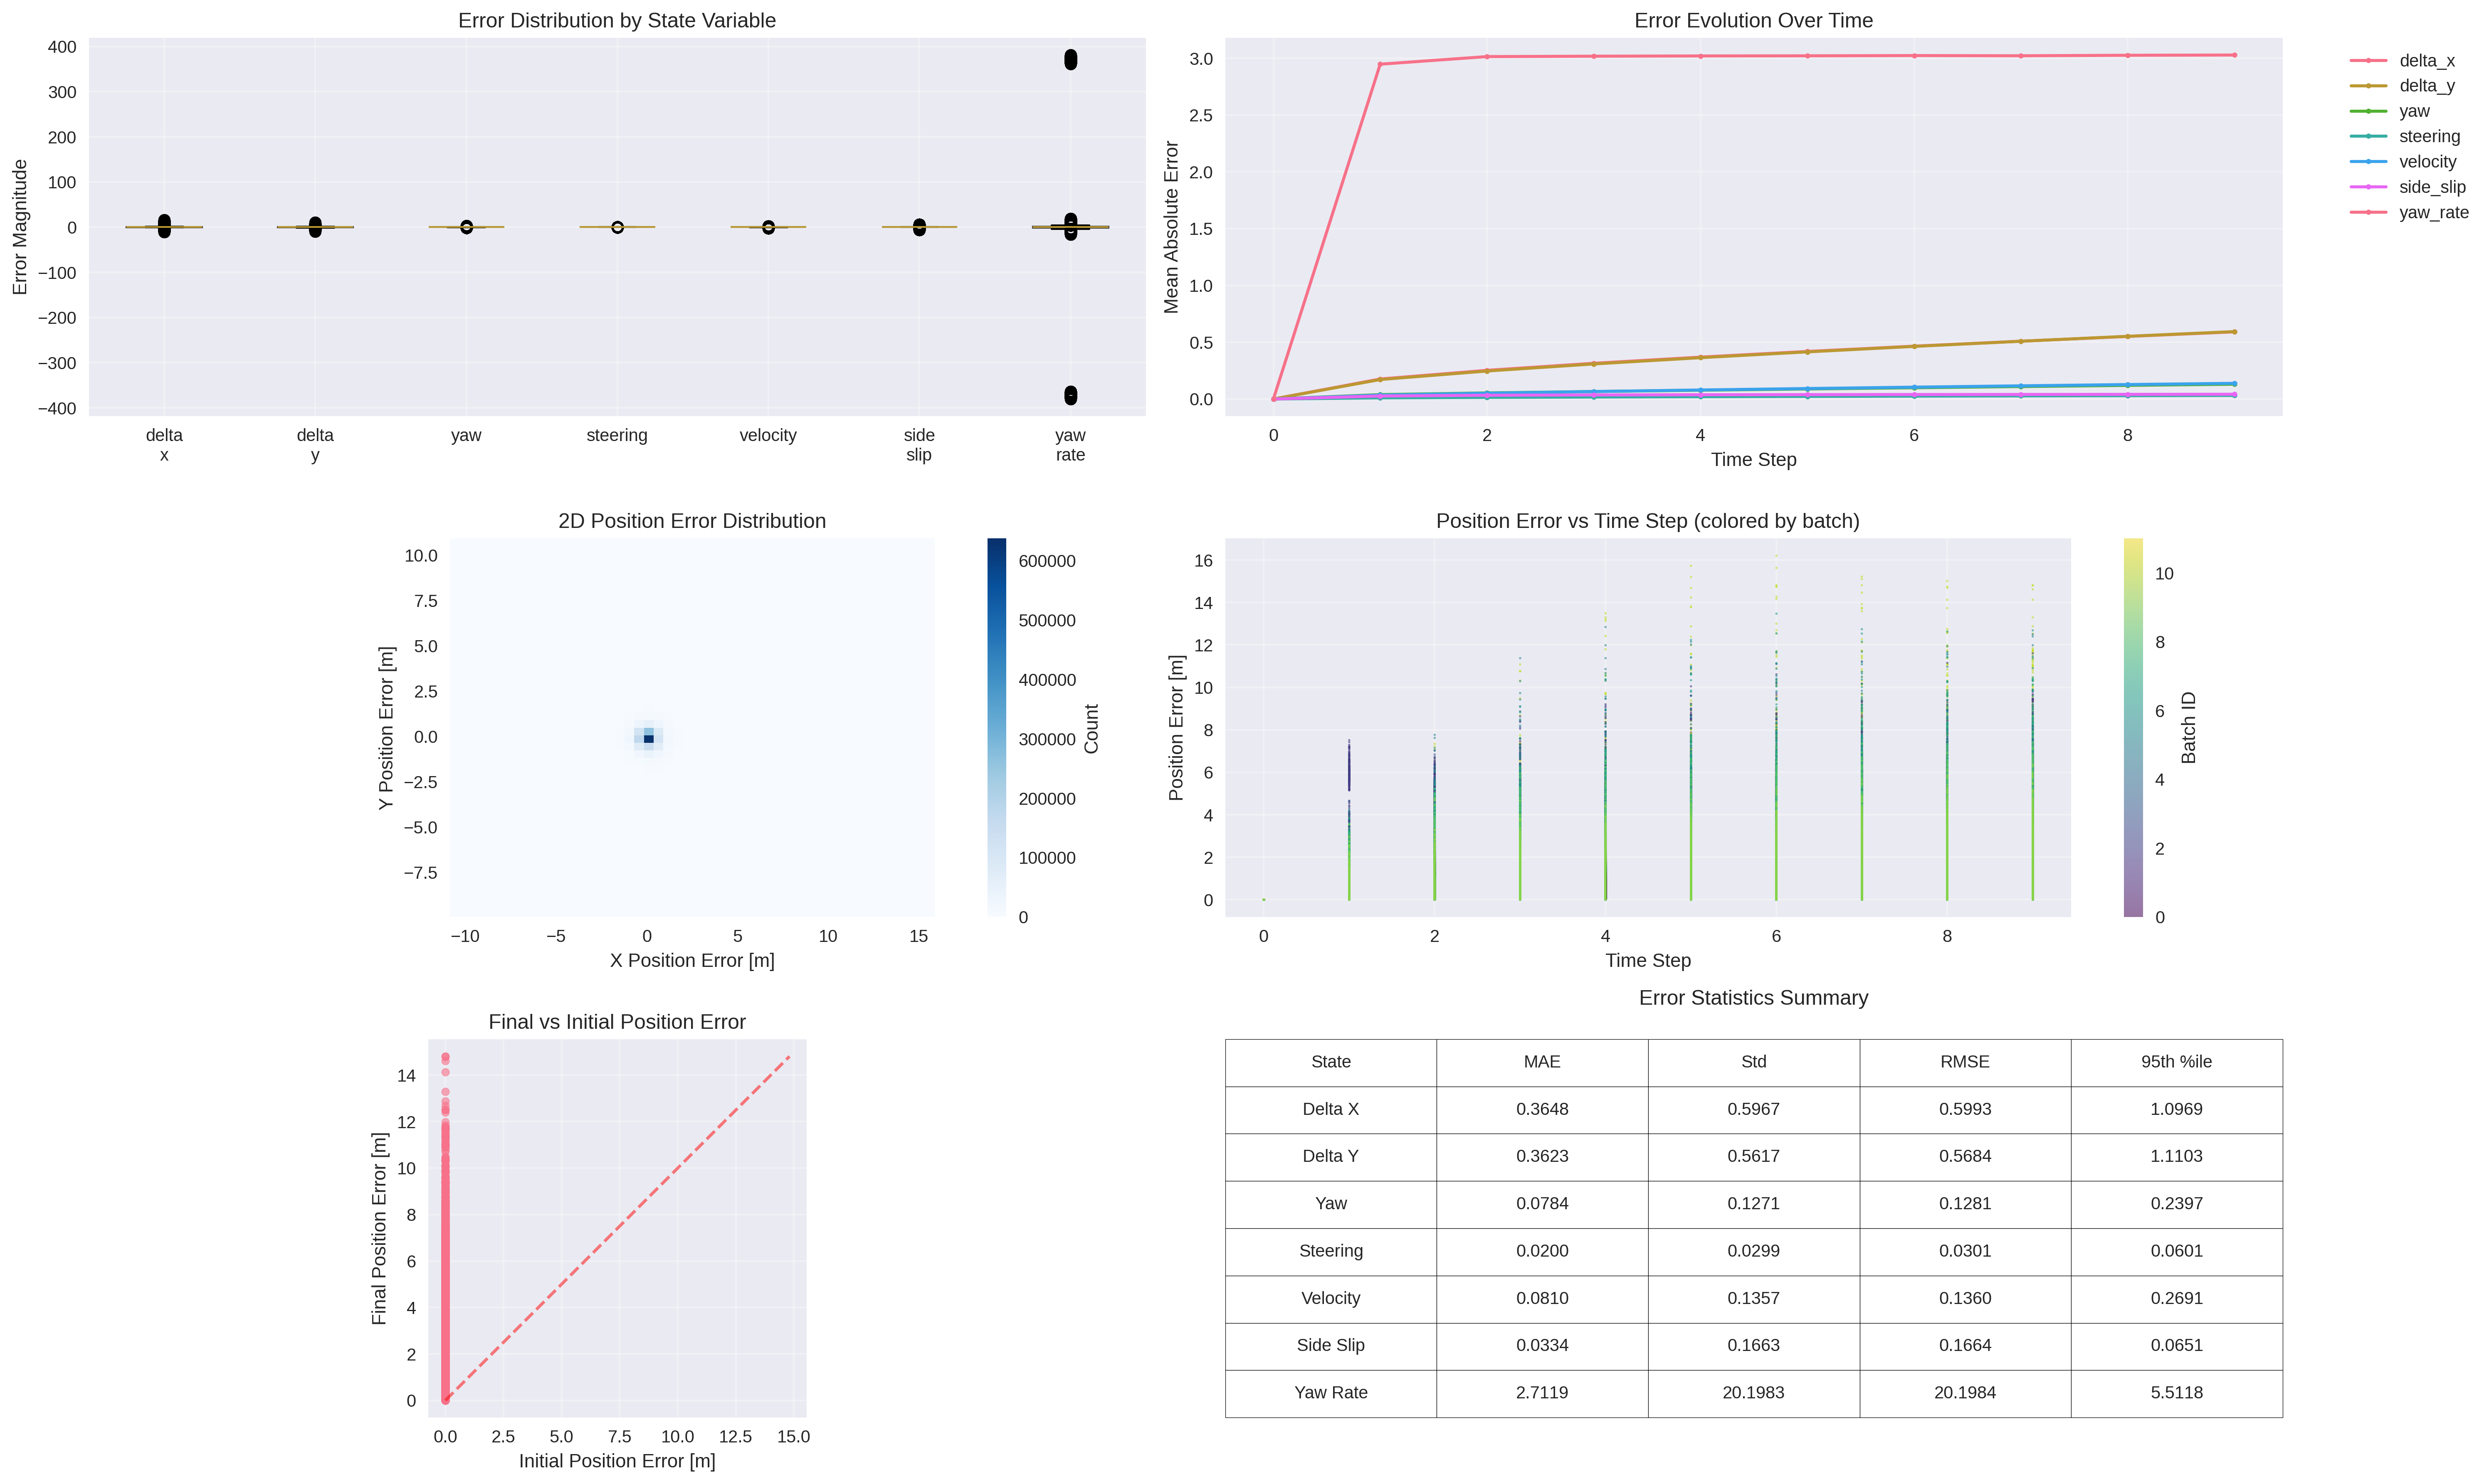 Error Distribution by State Variable
Error Magnitude
400
300
200
100
0
−100
−200
−300
−400
delta
x
delta
y
yaw
steering
velocity
side
slip
yaw
rate
Error Evolution Over Time
Mean Absolute Error
3.0
2.5
2.0
1.5
1.0
0.5
0.0
0 2 4 6 8
Time Step
delta_x
delta_y
yaw
steering
velocity
side_slip
yaw_rate
2D Position Error Distribution
Y Position Error [m]
10.0
7.5
5.0
2.5
0.0
−2.5
−5.0
−7.5
−10 −5 0 5 10 15
X Position Error [m]
600000
500000
400000
300000
200000
100000
0
Count
Position Error vs Time Step (colored by batch)
Position Error [m]
16
14
12
10
8
6
4
2
0
0 2 4 6 8
Time Step
10
8
6
4
2
0
Batch ID
Final vs Initial Position Error
Final Position Error [m]
14
12
10
8
6
4
2
0
0.0 2.5 5.0 7.5 10.0 12.5 15.0
Initial Position Error [m]
Error Statistics Summary
State MAE Std RMSE 95th %ile
Delta X 0.3648 0.5967 0.5993 1.0969
Delta Y 0.3623 0.5617 0.5684 1.1103
Yaw 0.0784 0.1271 0.1281 0.2397
Steering 0.0200 0.0299 0.0301 0.0601
Velocity 0.0810 0.1357 0.1360 0.2691
Side Slip 0.0334 0.1663 0.1664 0.0651
Yaw Rate 2.7119 20.1983 20.1984 5.5118